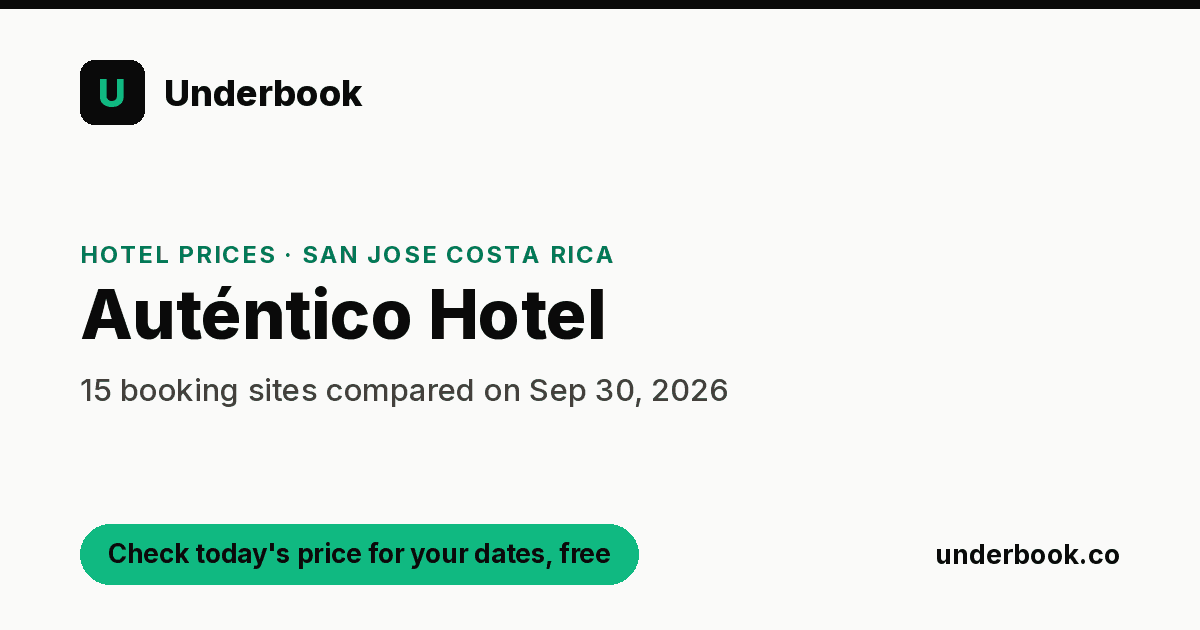 U Underbook
HOTEL PRICES · SAN JOSE COSTA RICA
Auténtico Hotel
15 booking sites compared on Sep 30, 2026
Check today's price for your dates, free
underbook.co